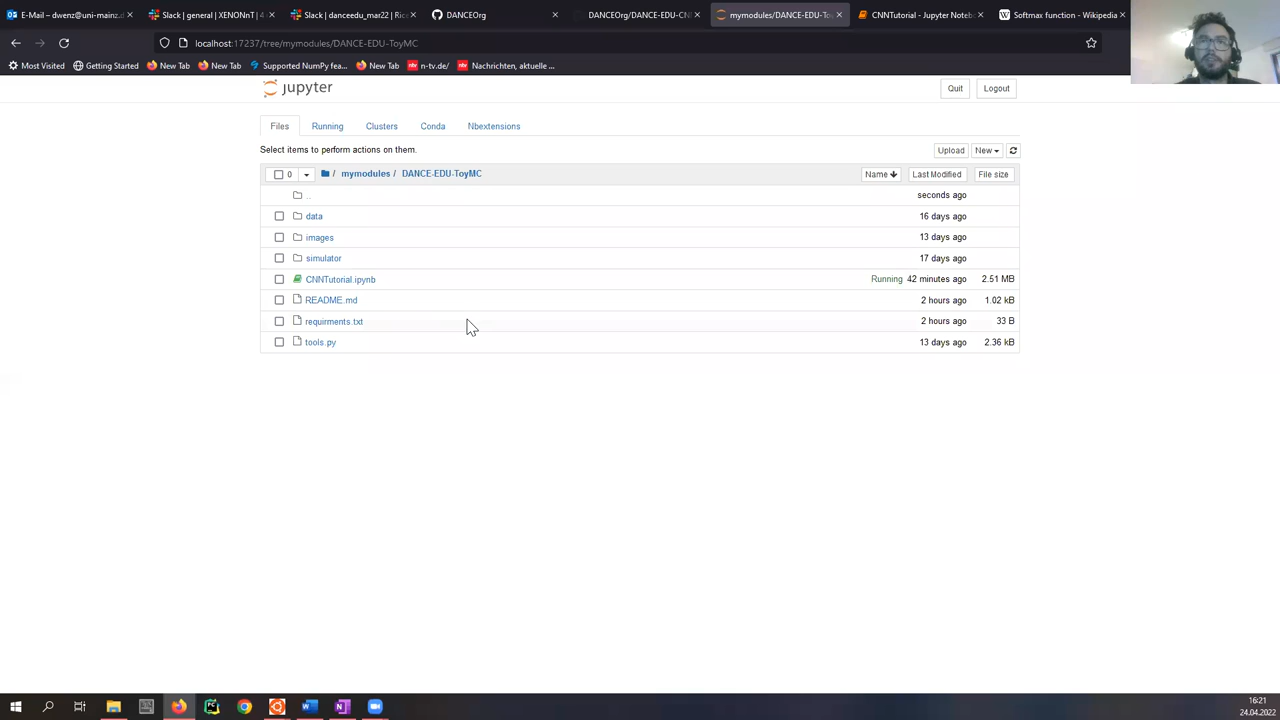 E-Mail – dwenz@uni-mainz.d
Slack | general | XENONnT | 4
Slack | danceedu_mar22 | Rice
DANCEOrg
DANCEOrg/DANCE-EDU-CN
mymodules/DANCE-EDU-To
CNNTutorial - Jupyter Noteb
Softmax function - Wikipedia
localhost:17237/tree/mymodules/DANCE-EDU-ToyMC
Most Visited
Getting Started
New Tab
New Tab
Supported NumPy fea...
New Tab
n-tv.de/
Nachrichten, aktuelle ...
jupyter
Quit
Logout
Files
Running
Clusters
Conda
Nbextensions
Select items to perform actions on them.
Upload
New
0
/ mymodules / DANCE-EDU-ToyMC
Name
Last Modified
File size
.. seconds ago
data 16 days ago
images 13 days ago
simulator 17 days ago
CNNTutorial.ipynb Running 42 minutes ago 2.51 MB
README.md 2 hours ago 1.02 kB
requirments.txt 2 hours ago 33 B
tools.py 13 days ago 2.36 kB
16:21
24.04.2022